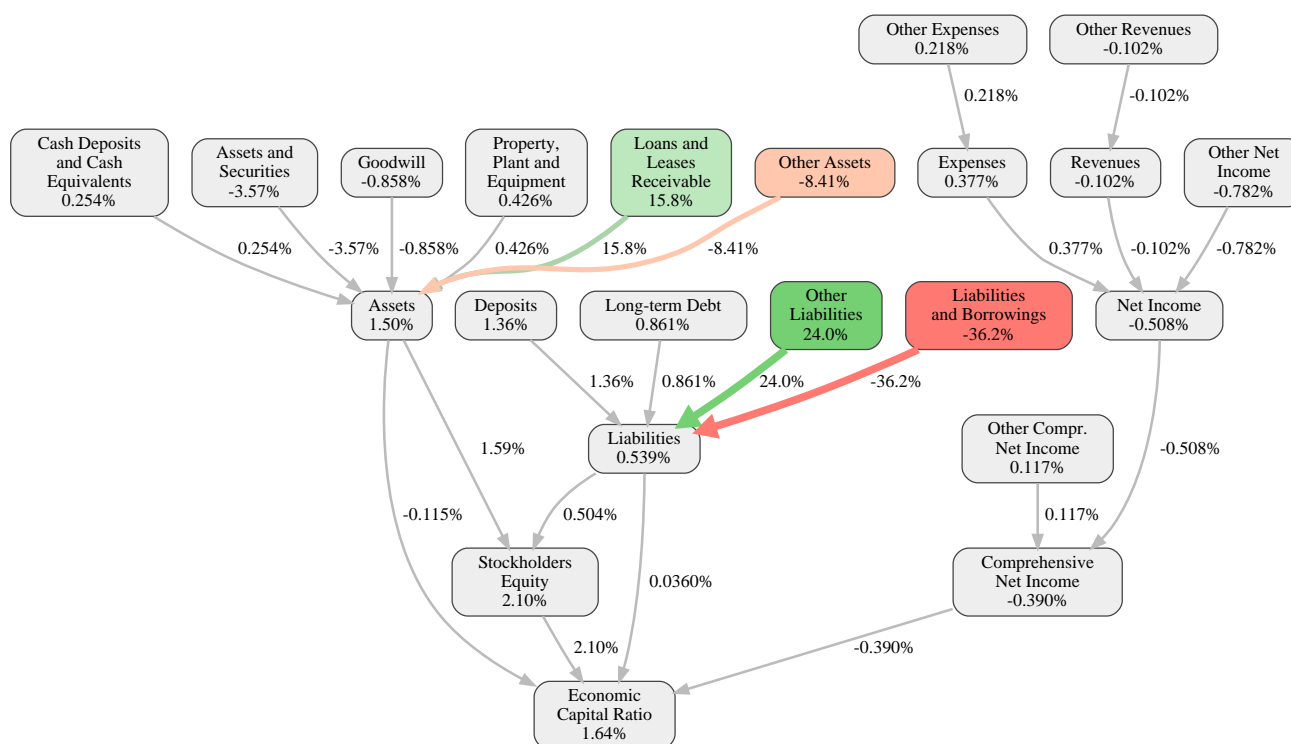 Other Expenses
0.218%
Other Revenues
-0.102%
0.218%
-0.102%
Cash Deposits
and Cash
Equivalents
0.254%
Assets and
Securities
-3.57%
Goodwill
-0.858%
Property,
Plant and
Equipment
0.426%
Loans and
Leases
Receivable
15.8%
Other Assets
-8.41%
Expenses
0.377%
Revenues
-0.102%
Other Net
Income
-0.782%
0.254%
-3.57%
-0.858%
0.426%
15.8%
-8.41%
0.377%
-0.102%
-0.782%
Assets
1.50%
Deposits
1.36%
Long-term Debt
0.861%
Other
Liabilities
24.0%
Liabilities
and Borrowings
-36.2%
Net Income
-0.508%
1.36%
0.861%
24.0%
-36.2%
Liabilities
0.539%
Other Compr.
Net Income
0.117%
1.59%
-0.508%
-0.115%
0.504%
0.117%
Stockholders
Equity
2.10%
0.0360%
Comprehensive
Net Income
-0.390%
2.10%
-0.390%
Economic
Capital Ratio
1.64%